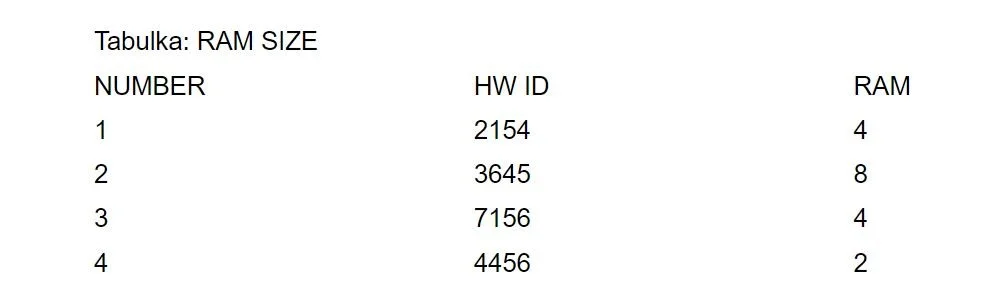 Tabulka: RAM SIZE
NUMBER HW ID RAM
1 2154 4
2 3645 8
3 7156 4
4 4456 2